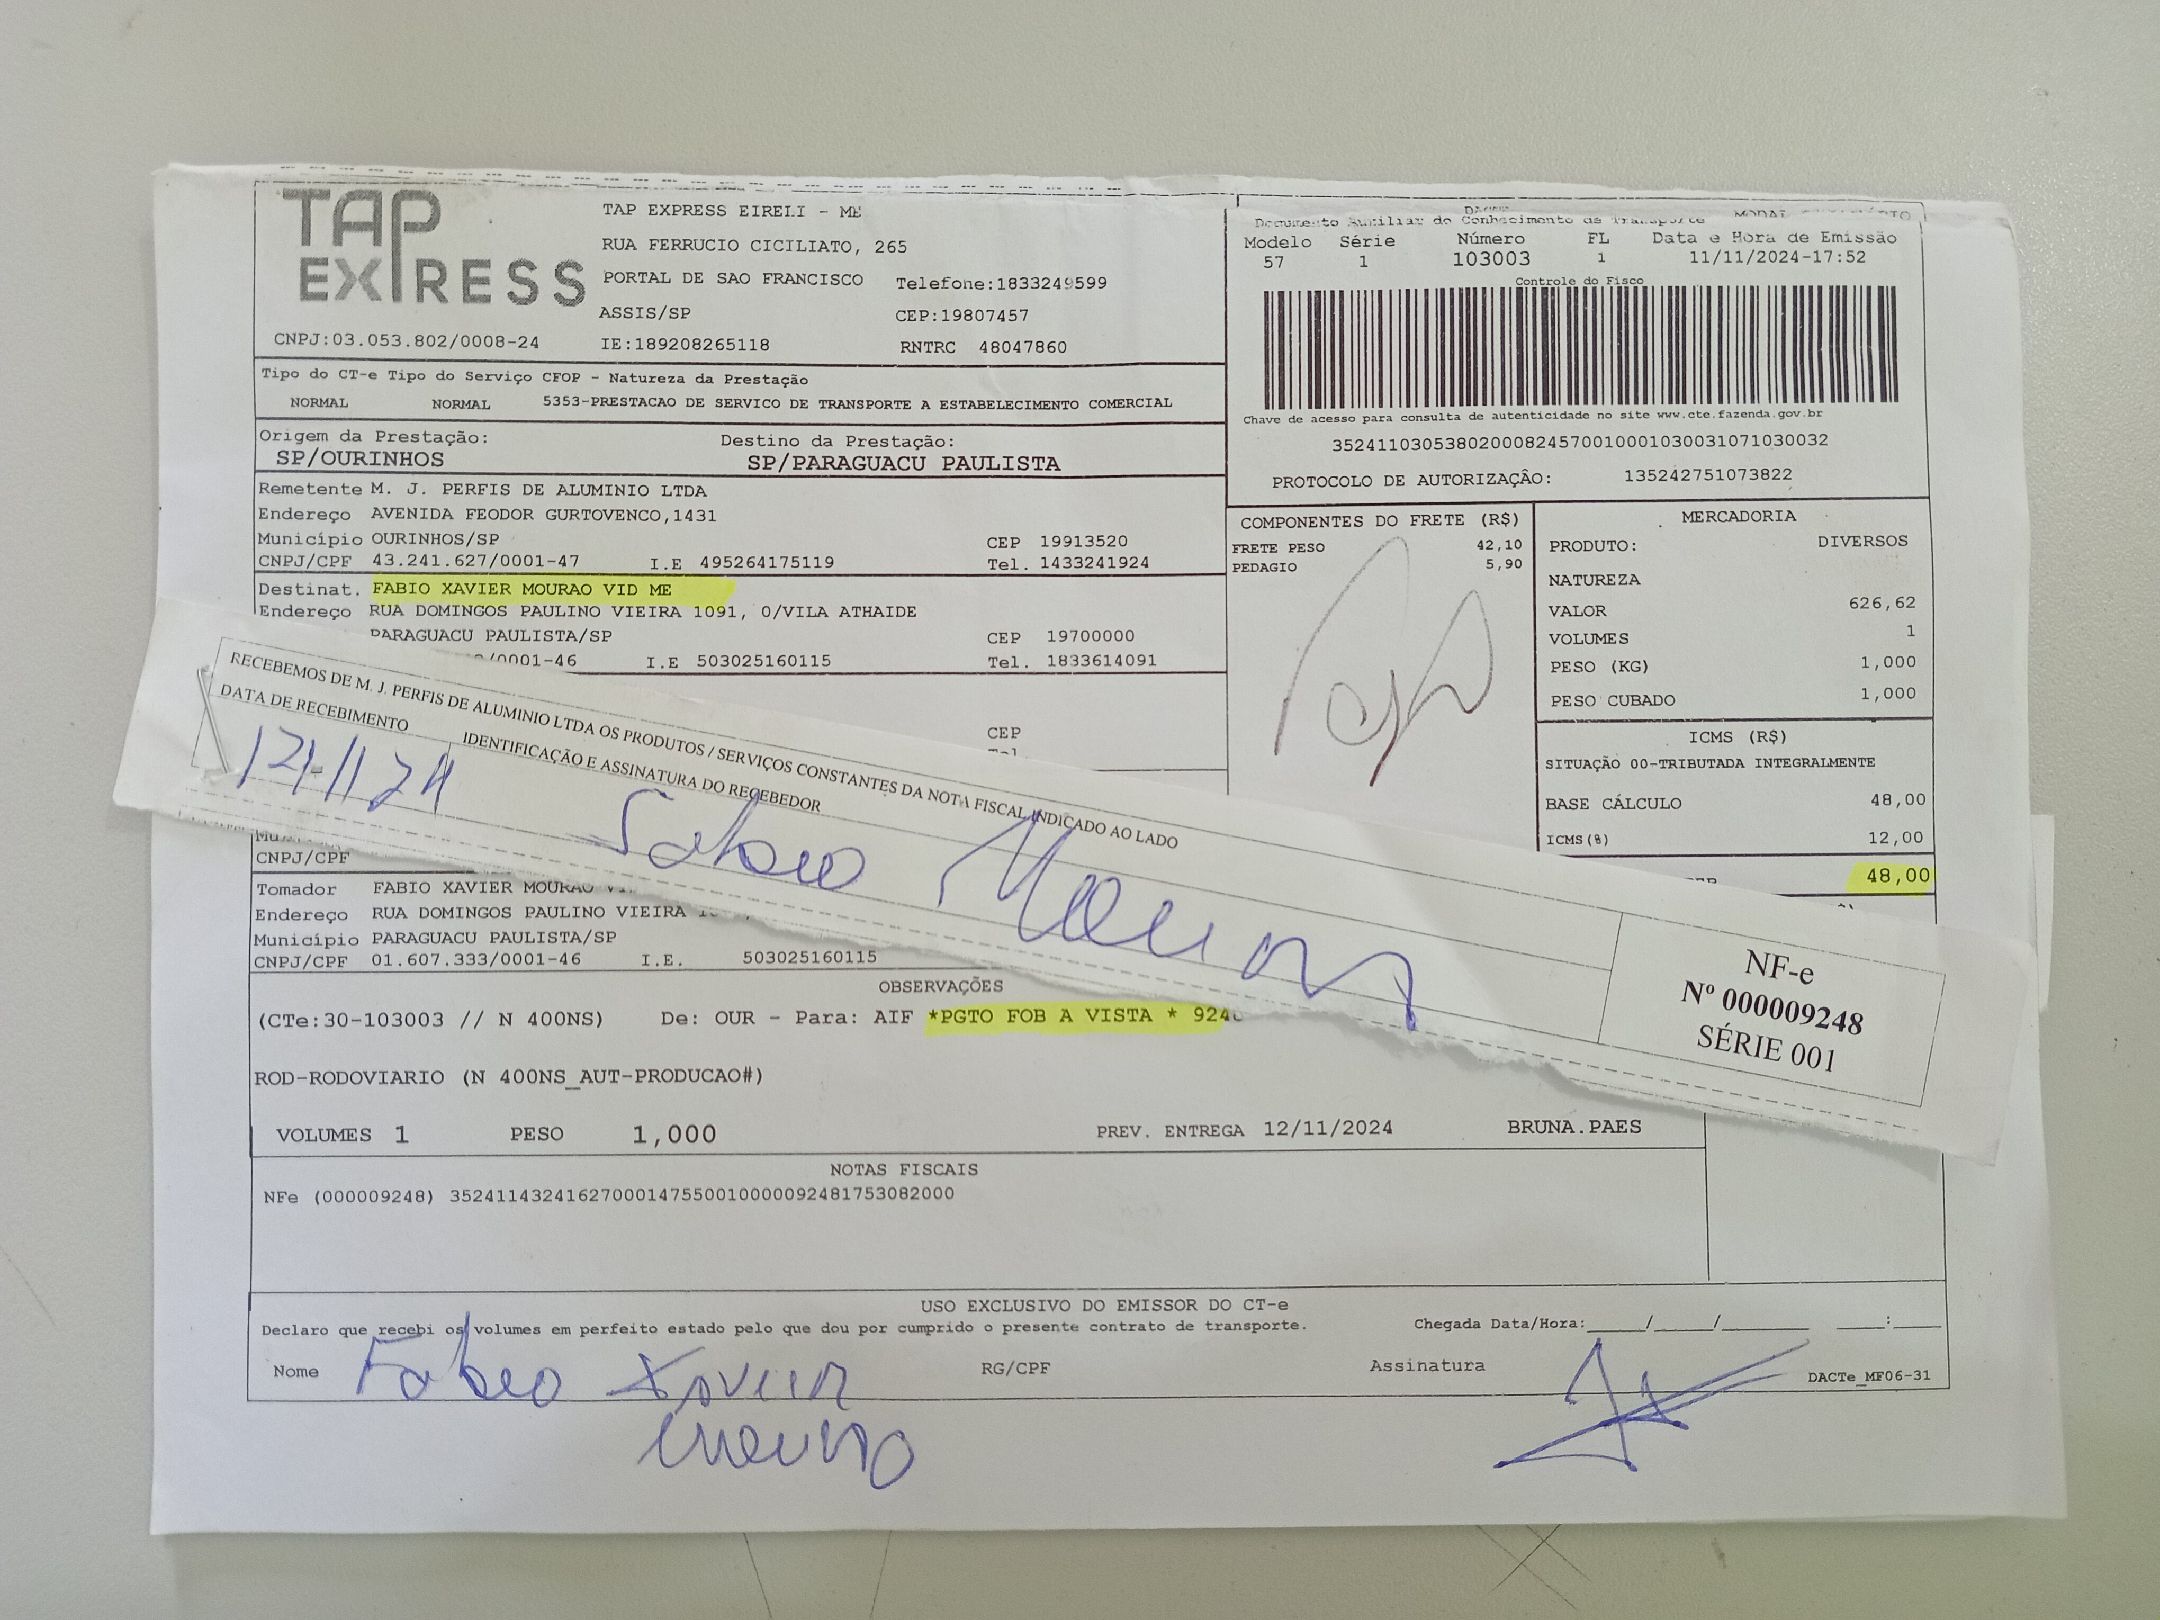 TAP
EXPRESS
CNPJ:03.053.802/0008-24
TAP EXPRESS EIRELI - ME
RUA FERRUCIO CICILIATO, 265
PORTAL DE SAO FRANCISCO Telefone:1833249599
ASSIS/SP CEP:19807457
IE:189208265118 RNTRC 48047860
Documento Auxiliar do Conhecimento de Transporte
Modelo Série Número FL Data e Hora de Emissão
57 1 103003 1 11/11/2024-17:52
Controle do Fisco
Chave de acesso para consulta de autenticidade no site www.cte.fazenda.gov.br
35241103053802000824570010001030031071030032
PROTOCOLO DE AUTORIZAÇÂO: 135242751073822
Tipo do CT-e Tipo do Serviço CFOP - Natureza da Prestação
NORMAL NORMAL 5353-PRESTACAO DE SERVICO DE TRANSPORTE A ESTABELECIMENTO COMERCIAL
Origem da Prestação: Destino da Prestação:
SP/OURINHOS SP/PARAGUACU PAULISTA
Remetente M. J. PERFIS DE ALUMINIO LTDA
Endereço AVENIDA FEODOR GURTOVENCO,1431
Município OURINHOS/SP CEP 19913520
CNPJ/CPF 43.241.627/0001-47 I.E 495264175119 Tel. 1433241924
Destinat. FABIO XAVIER MOURAO VID ME
Endereço RUA DOMINGOS PAULINO VIEIRA 1091, 0/VILA ATHAIDE
PARAGUACU PAULISTA/SP CEP 19700000
/0001-46 I.E 503025160115 Tel. 1833614091
CEP
COMPONENTES DO FRETE (R$)
FRETE PESO 42,10
PEDAGIO 5,90
MERCADORIA
PRODUTO: DIVERSOS
NATUREZA
VALOR 626,62
VOLUMES 1
PESO (KG) 1,000
PESO CUBADO 1,000
ICMS (R$)
SITUAÇÃO 00-TRIBUTADA INTEGRALMENTE
BASE CÁLCULO 48,00
ICMS(%) 12,00
48,00
RECEBEMOS DE M. J. PERFIS DE ALUMINIO LTDA OS PRODUTOS / SERVIÇOS CONSTANTES DA NOTA FISCAL INDICADO AO LADO
DATA DE RECEBIMENTO IDENTIFICAÇÃO E ASSINATURA DO RECEBEDOR
NF-e
Nº 000009248
SÉRIE 001
CNPJ/CPF
Tomador FABIO XAVIER MOURAO
Endereço RUA DOMINGOS PAULINO VIEIRA
Município PARAGUACU PAULISTA/SP
CNPJ/CPF 01.607.333/0001-46 I.E. 503025160115
OBSERVAÇÕES
(CTe:30-103003 // N 400NS) De: OUR - Para: AIF *PGTO FOB A VISTA * 924
ROD-RODOVIARIO (N 400NS_AUT-PRODUCAO#)
VOLUMES 1 PESO 1,000 PREV. ENTREGA 12/11/2024 BRUNA.PAES
NOTAS FISCAIS
NFe (000009248) 35241143241627000147550010000092481753082000
USO EXCLUSIVO DO EMISSOR DO CT-e
Declaro que recebi os volumes em perfeito estado pelo que dou por cumprido o presente contrato de transporte. Chegada Data/Hora:____/____/____ ____:____
Nome Fabio Xavier RG/CPF Assinatura DACTe_MF06-31